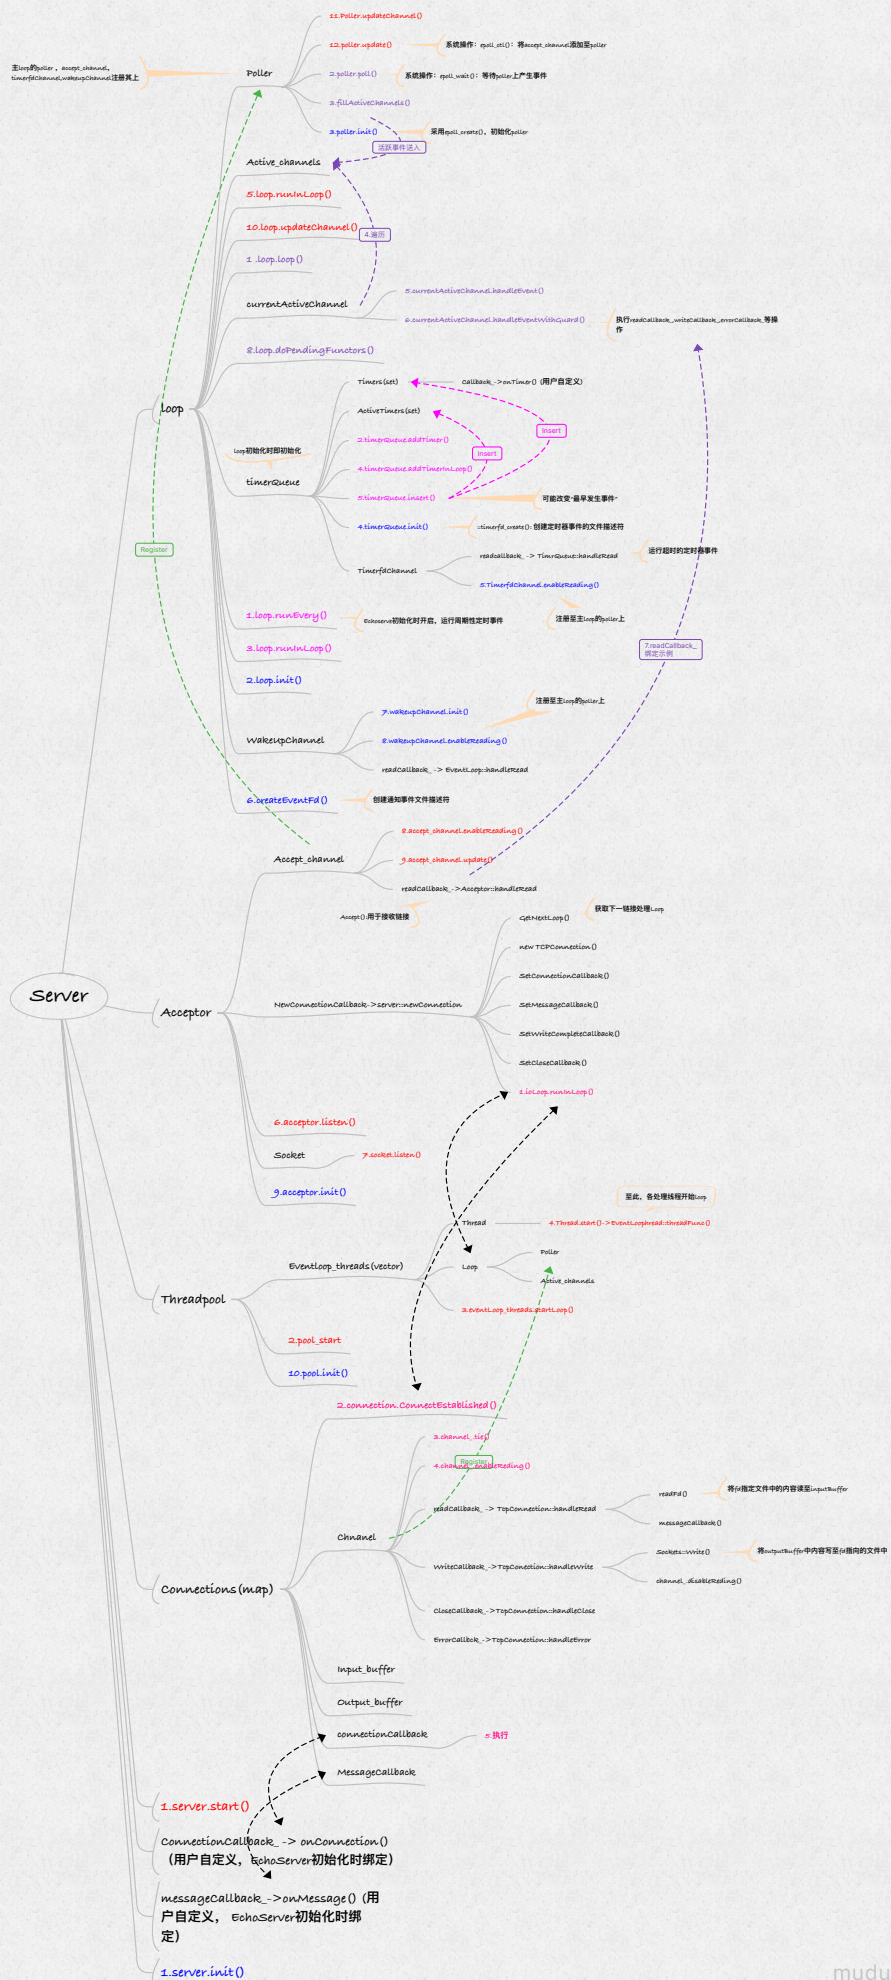 11.Poller.updateChannel()
12.poller.update()
系统操作：epoll_ctl()：将accept_channel添加至poller
主loop的poller，accept_channel,
timerfdChannel,wakeupChannel注册其上
Poller
2.poller.poll()
系统操作：epoll_wait()：等待poller上产生事件
3.fillActiveChannels()
3.poller.init()
采用epoll_create()，初始化poller
活跃事件送入
Active_channels
5.loop.runInLoop()
10.loop.updateChannel()
4.遍历
1 .loop.loop()
5.currentActiveChannel.handleEvent()
currentActiveChannel
6.currentActiveChannel.handleEventWithGuard()
执行readCallback_,writeCallback_,errorCallback_等操
作
8.loop.doPendingFunctors()
Timers(set)
Callback_->onTimer() (用户自定义)
loop
ActiveTimers(set)
Insert
2.timerQueue.addTimer()
loop初始化时即初始化
Insert
4.timerQueue.addTimerInLoop()
timerQueue
5.timerQueue.insert()
可能改变“最早发生事件”
4.timerQueue.init()
::timerfd_create()：创建定时器事件的文件描述符
Register
readcallback_ -> TimrQueue::handleRead
运行超时的定时器事件
TimerfdChannel
5.TimerfdChannel.enableReading()
1.loop.runEvery()
Echoserve初始化时开启，运行周期性定时事件
注册至主loop的poller上
3.loop.runInLoop()
7.readCallback_
绑定示例
2.loop.init()
注册至主loop的poller上
7.wakeupChannel.init()
WakeUpChannel
8.wakeupChannel.enableReading()
readCallback_ -> EventLoop::handleRead
6.createEventFd()
创建通知事件文件描述符
8.accept_channel.enableReading()
Accept_channel
9.accept_channel.update()
readCallback_->Acceptor::handleRead
Accept():用于接收链接
GetNextLoop()
获取下一链接处理Loop
new TCPConnection()
SetConnectionCallback()
Server
Acceptor
NewConnectionCallback->server::newConnection
SetMessageCallback()
SetWriteCompleteCallback()
SetCloseCallback()
1.ioLoop.runInLoop()
6.acceptor.listen()
Socket
7.socket.listen()
9.acceptor.init()
至此，各处理线程开始loop
Thread
4.Thread.start()->EventLoophread::threadFunc()
Eventloop_threads(vector)
Loop
Poller
Active_channels
Threadpool
3.eventLoop_threads.startLoop()
2.pool_start
10.pool.init()
2.connection.ConnectEstablished()
3.channel_.tie()
Register
4.channel_.enableReding()
readFd()
将fd指定文件中的内容读至inputBuffer
readCallback_ -> TcpConnection::handleRead
messageCallback()
Chnanel
Sockets::Write()
将outputBuffer中内容写至fd指向的文件中
WriteCallback_->TcpConection::handleWrite
channel_.disableReding()
Connections(map)
CloseCallback_->TcpConnection::handleClose
ErrorCallbck_->TcpConnection::handleError
Input_buffer
Output_buffer
connectionCallback
5.执行
MessageCallback
1.server.start()
ConnectionCallback_ -> onConnection()
（用户自定义，EchoServer初始化时绑定）
messageCallback_->onMessage()（用
户自定义， EchoServer初始化时绑
定）
1.server.init()
mudu